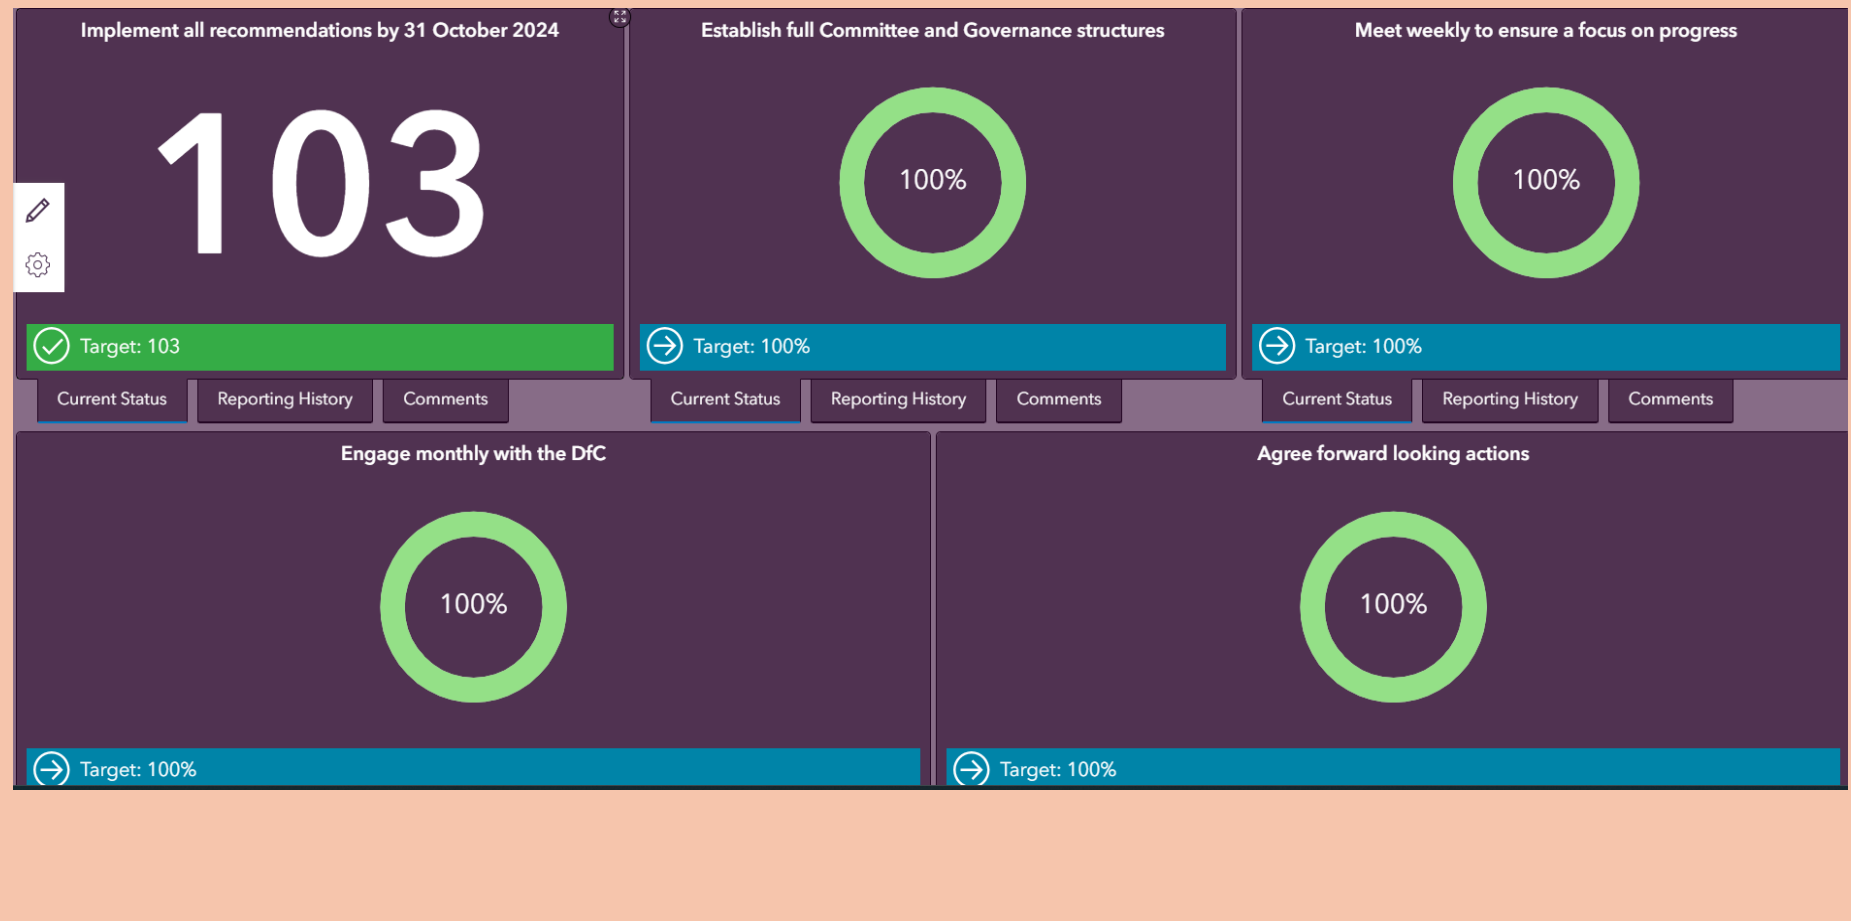 Implement all recommendations by 31 October 2024
103
Target: 103
Current Status
Reporting History
Comments
Establish full Committee and Governance structures
100%
Target: 100%
Current Status
Reporting History
Comments
Meet weekly to ensure a focus on progress
100%
Target: 100%
Current Status
Reporting History
Comments
Engage monthly with the DfC
100%
Target: 100%
Agree forward looking actions
100%
Target: 100%